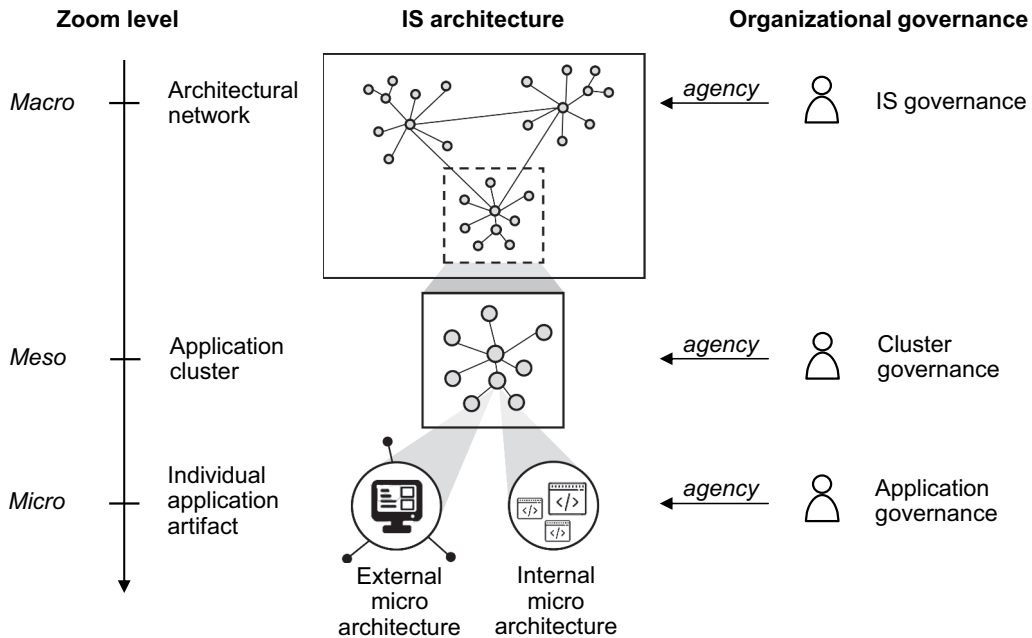 Zoom level
IS architecture
Organizational governance
Macro
Architectural
network
agency
IS governance
Meso
Application
cluster
agency
Cluster
governance
Micro
Individual
application
artifact
</>
</>
</>
agency
Application
governance
External
micro
architecture
Internal
micro
architecture